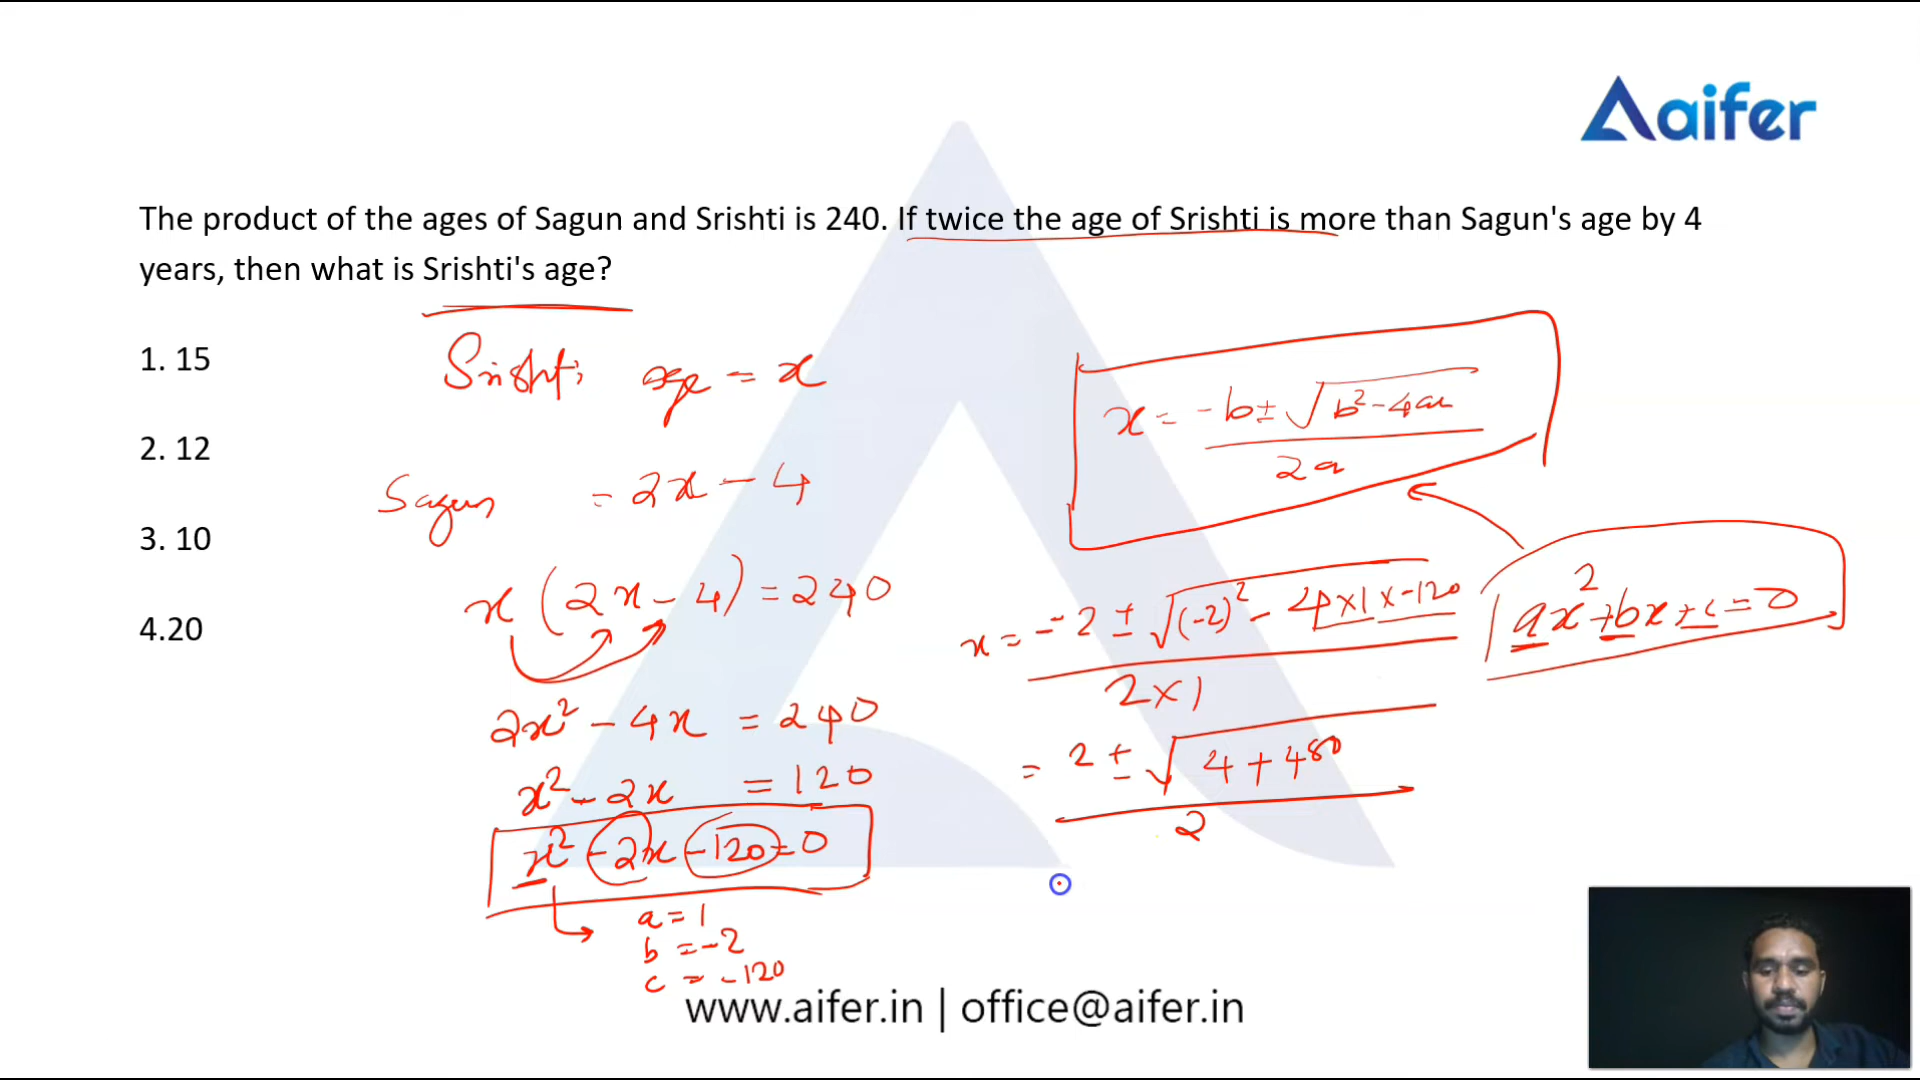 aifer
The product of the ages of Sagun and Srishti is 240. If twice the age of Srishti is more than Sagun's age by 4
years, then what is Srishti's age?
1. 15
2. 12
3. 10
4.20
Srishti age = x
Sagun = 2x - 4
x (2x - 4) = 240
2x² - 4x = 240
x² - 2x = 120
x² - 2x - 120 = 0
a = 1
b = -2
c = -120
x = -b ± √b² - 4ac
2a
ax² + bx + c = 0
x = - -2 ± √(-2)² - 4×1×-120
2×1
= 2 ± √4 + 480
2
www.aifer.in | office@aifer.in